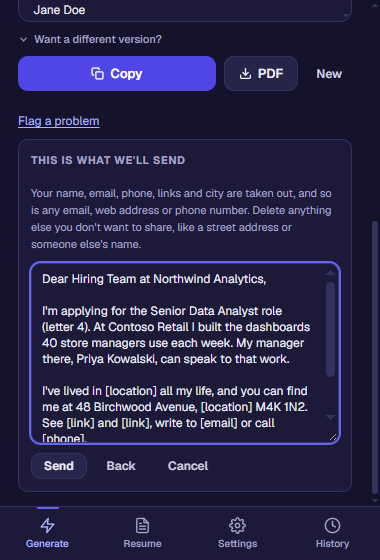 Jane Doe
Want a different version?
Copy
PDF
New
Flag a problem
THIS IS WHAT WE'LL SEND
Your name, email, phone, links and city are taken out, and so
is any email, web address or phone number. Delete anything
else you don't want to share, like a street address or
someone else's name.
Dear Hiring Team at Northwind Analytics,
I'm applying for the Senior Data Analyst role
(letter 4). At Contoso Retail I built the dashboards
40 store managers use each week. My manager
there, Priya Kowalski, can speak to that work.
I've lived in [location] all my life, and you can find
me at 48 Birchwood Avenue, [location] M4K 1N2.
See [link] and [link], write to [email] or call
[phone].
Send
Back
Cancel
Generate
Resume
Settings
History